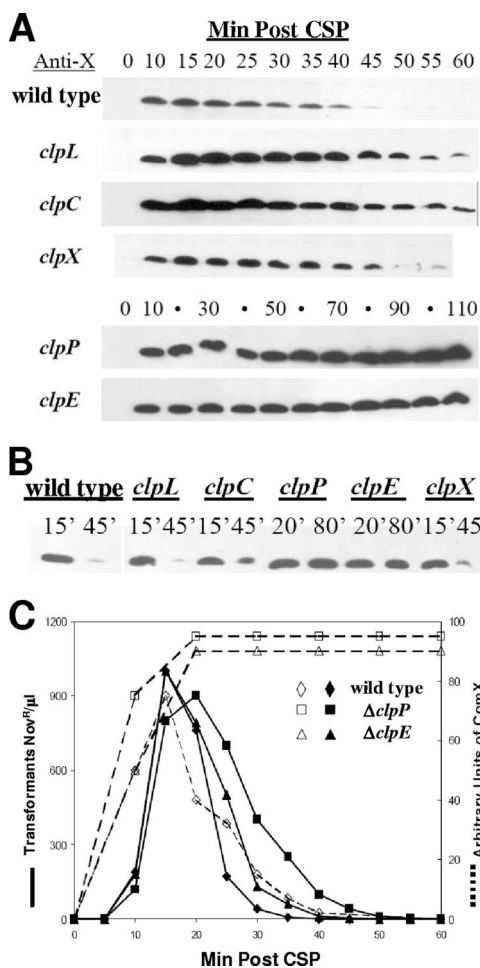 A
Min Post CSP
Anti-X 0 10 15 20 25 30 35 40 45 50 55 60
wild type
clpL
clpC
clpX
0 10 • 30 • 50 • 70 • 90 • 110
clpP
clpE
B
wild type clpL clpC clpP clpE clpX
15' 45' 15' 45' 15' 45' 20' 80' 20' 80' 15' 45'
C
1200 100
900 80
600 60
300 40
0 20
0
wild type
ΔclpP
ΔclpE
Transformants Novᴿ/µl
Arbitrary Units of ComX
0 10 20 30 40 50 60
Min Post CSP